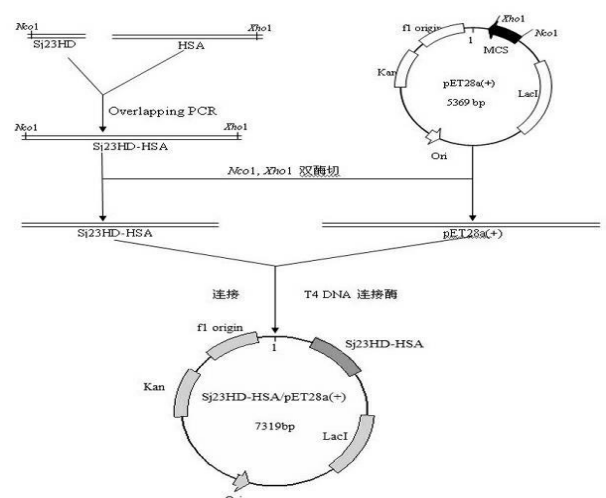 Nco1 Xho1
Sj23HD HSA
Overlapping PCR
Nco1 Xho1
Sj23HD-HSA
f1 origin 1 Xho1
Nco1
MCS
Kan
pET28a(+)
5369 bp
LacI
Ori
Nco1, Xho1 双酶切
Sj23HD-HSA pET28a(+)
连接 T4 DNA 连接酶
f1 origin
1
Sj23HD-HSA
Kan
Sj23HD-HSA/pET28a(+)
7319bp
LacI